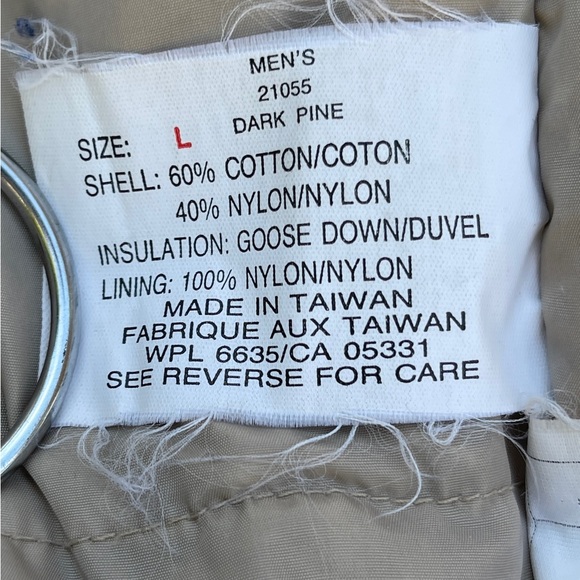 MEN'S
21055
DARK PINE
SIZE: L
SHELL: 60% COTTON/COTON
40% NYLON/NYLON
INSULATION: GOOSE DOWN/DUVEL
LINING: 100% NYLON/NYLON
MADE IN TAIWAN
FABRIQUE AUX TAIWAN
WPL 6635/CA 05331
SEE REVERSE FOR CARE